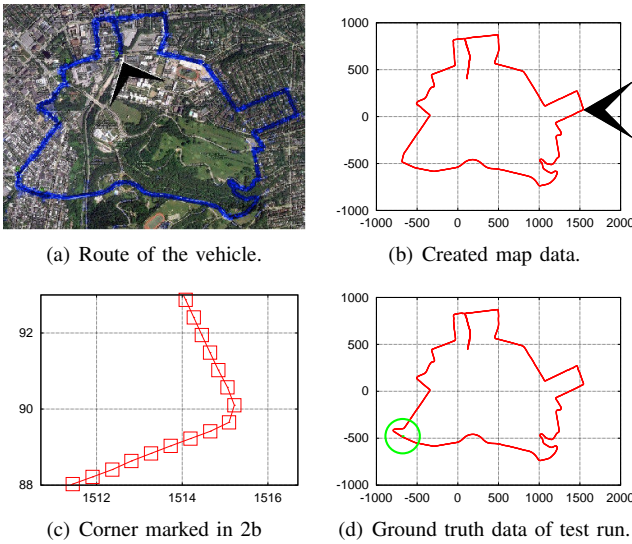 1000
500
0
-500
1000
-1000 -500 0 500 1000 1500 2000
(a) Route of the vehicle.
(b) Created map data.
92
90
88
1512 1514 1516
1000
500
0
-500
-1000
-1000 -500 0 500 1000 1500 2000
(c) Corner marked in 2b
(d) Ground truth data of test run.